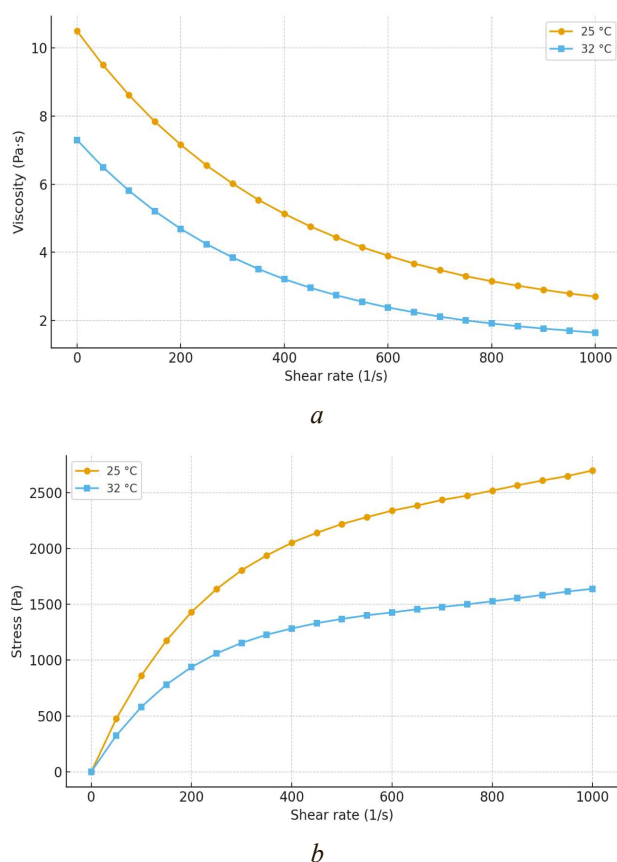 10
8
6
4
2
Viscosity (Pa·s)
25 °C
32 °C
0 200 400 600 800 1000
Shear rate (1/s)
a
2500
2000
1500
1000
500
0
Stress (Pa)
25 °C
32 °C
0 200 400 600 800 1000
Shear rate (1/s)
b